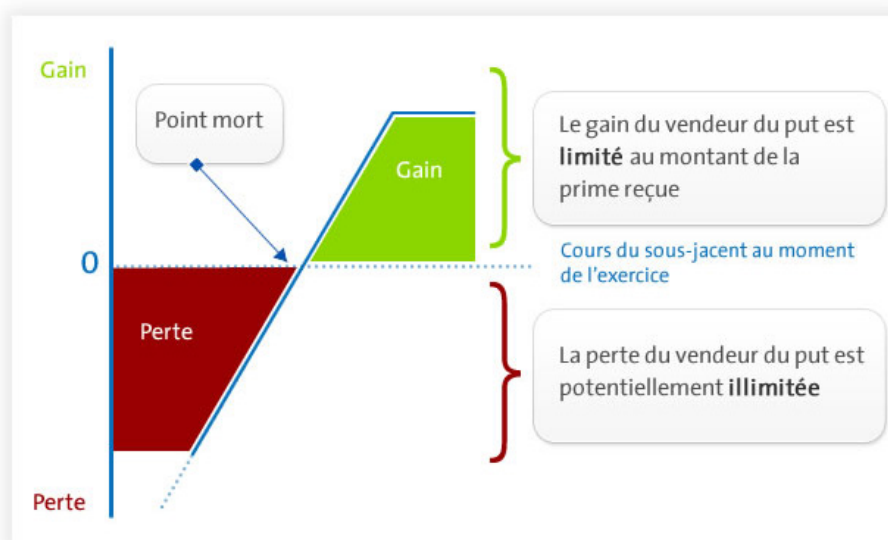 Gain
Point mort
Gain
Le gain du vendeur du put est
limité au montant de la
prime reçue
0
Cours du sous-jacent au moment
de l'exercice
Perte
La perte du vendeur du put est
potentiellement illimitée
Perte